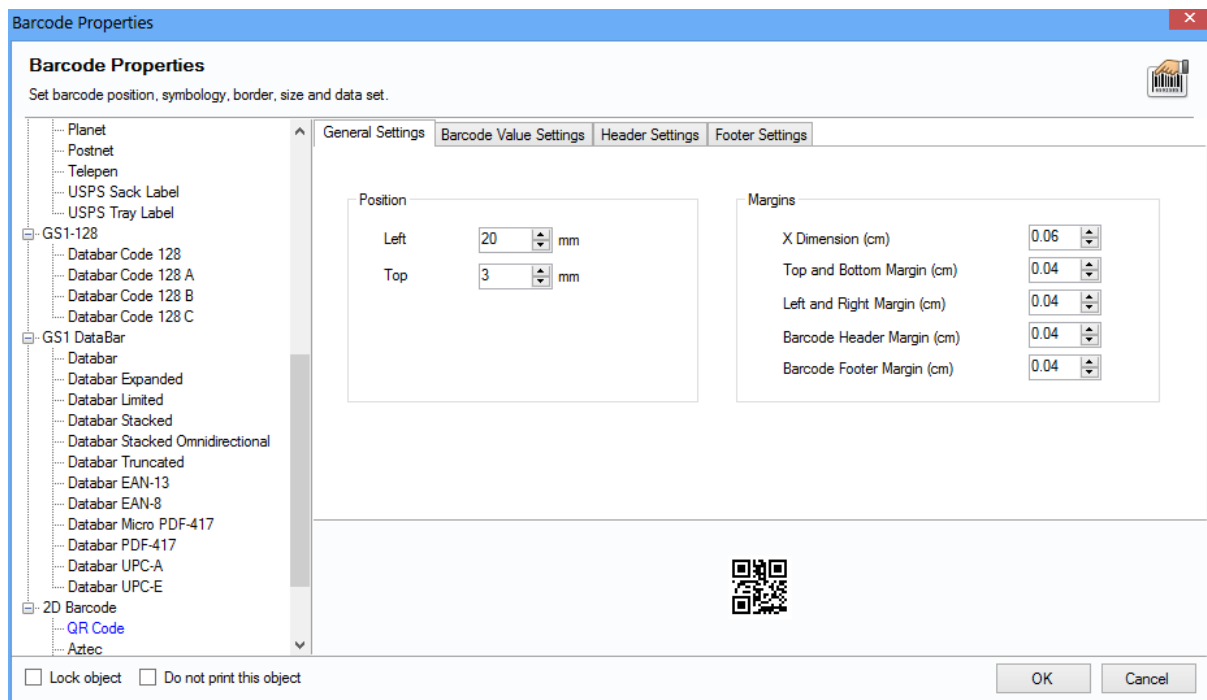 Barcode Properties
Barcode Properties
Set barcode position, symbology, border, size and data set.
Planet
Postnet
Telepen
USPS Sack Label
USPS Tray Label
GS1-128
Databar Code 128
Databar Code 128 A
Databar Code 128 B
Databar Code 128 C
GS1 DataBar
Databar
Databar Expanded
Databar Limited
Databar Stacked
Databar Stacked Omnidirectional
Databar Truncated
Databar EAN-13
Databar EAN-8
Databar Micro PDF-417
Databar PDF-417
Databar UPC-A
Databar UPC-E
2D Barcode
QR Code
Aztec
General Settings Barcode Value Settings Header Settings Footer Settings
Position
Left 20 mm
Top 3 mm
Margins
X Dimension (cm) 0.06
Top and Bottom Margin (cm) 0.04
Left and Right Margin (cm) 0.04
Barcode Header Margin (cm) 0.04
Barcode Footer Margin (cm) 0.04
Lock object Do not print this object
OK Cancel